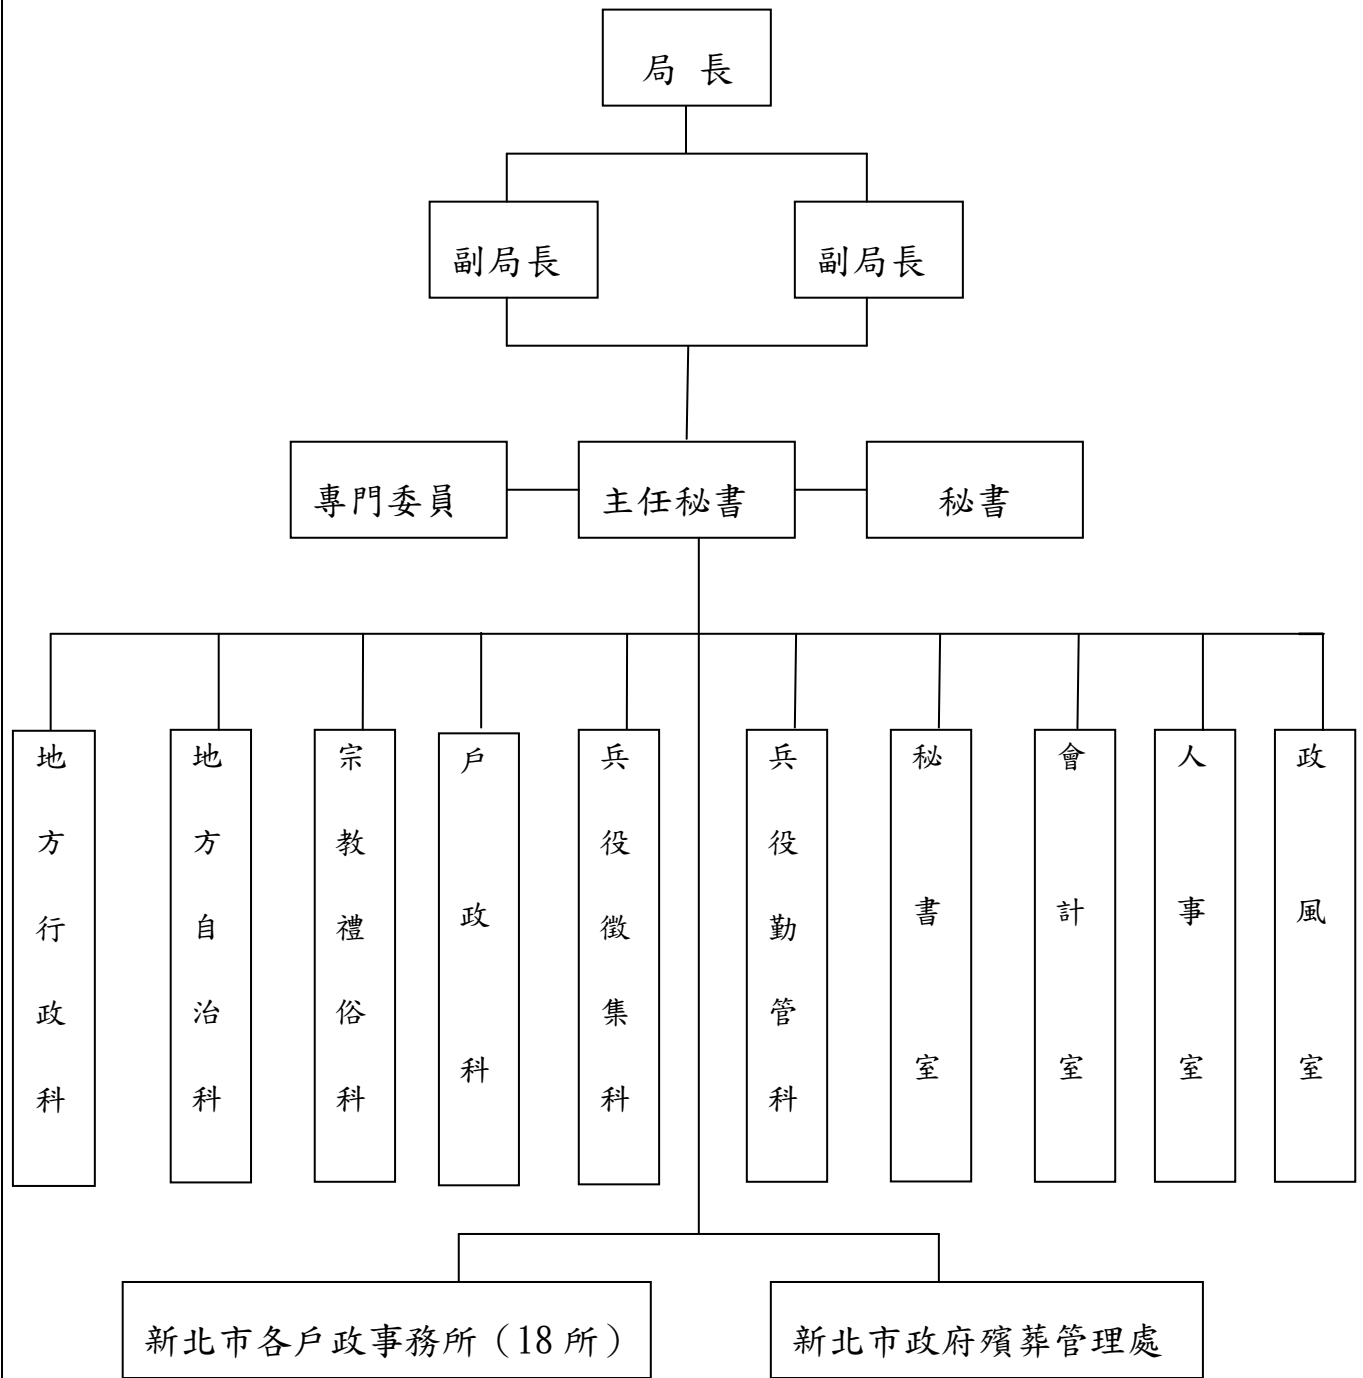 局 長
副局長
副局長
專門委員
主任秘書
秘書
地方行政科
地方自治科
宗教禮俗科
戶政科
兵役徵集科
兵役勤管科
秘書室
會計室
人事室
政風室
新北市各戶政事務所（18 所）
新北市政府殯葬管理處